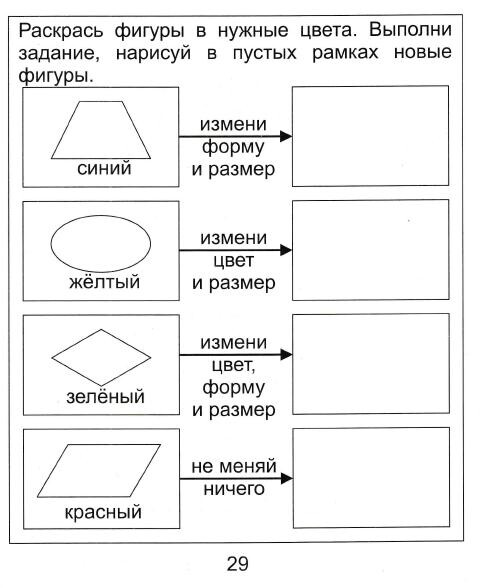 Раскрась фигуры в нужные цвета. Выполни
задание, нарисуй в пустых рамках новые
фигуры.
синий
измени
форму
и размер
жёлтый
измени
цвет
и размер
зелёный
измени
цвет,
форму
и размер
красный
не меняй
ничего
29